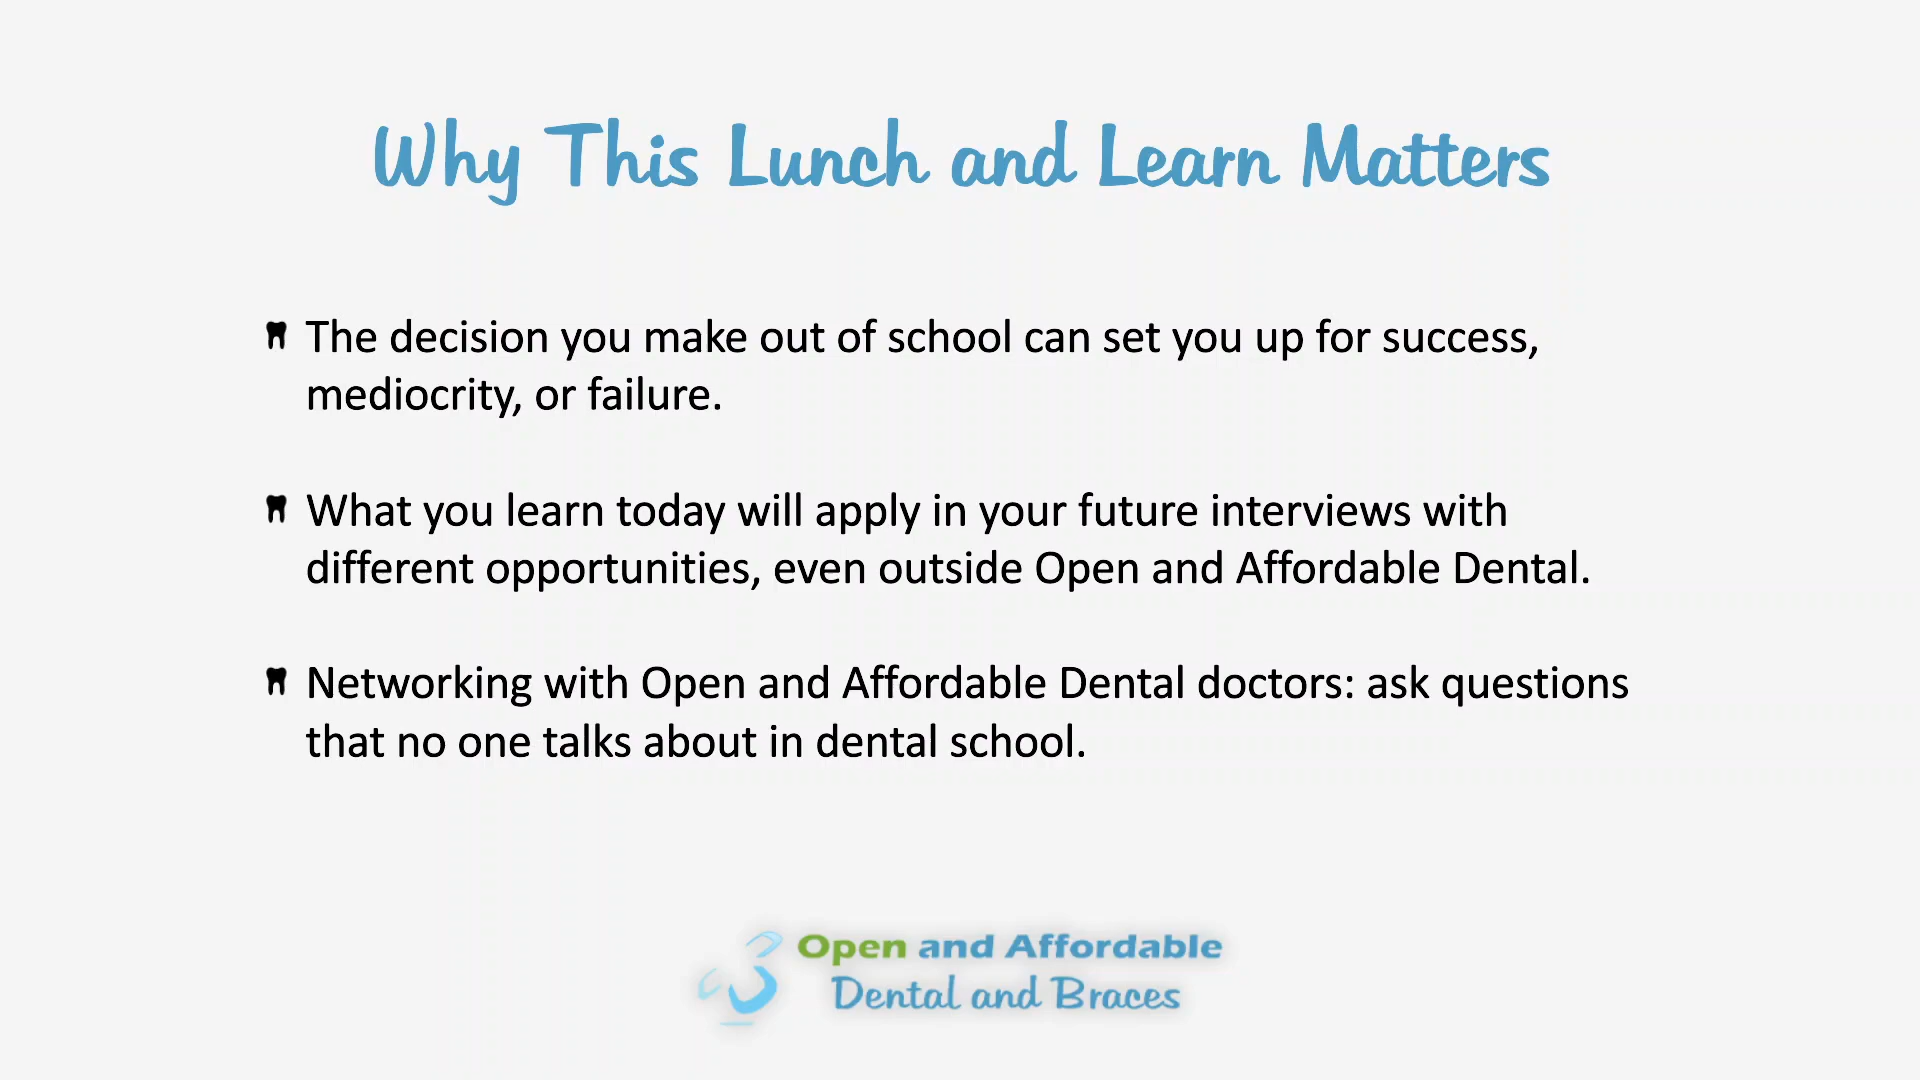 Why This Lunch and Learn Matters
The decision you make out of school can set you up for success,
mediocrity, or failure.
What you learn today will apply in your future interviews with
different opportunities, even outside Open and Affordable Dental.
Networking with Open and Affordable Dental doctors: ask questions
that no one talks about in dental school.
Open and Affordable
Dental and Braces